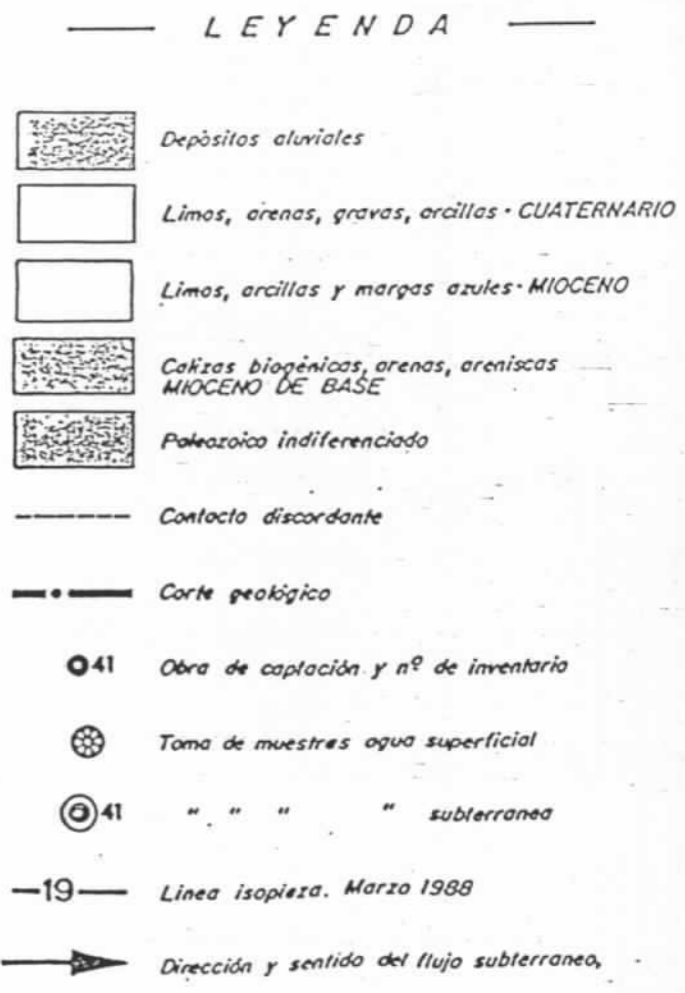 LEYENDA
Depòsitos aluviales
Limos, arenas, gravas, arcillas · CUATERNARIO
Limos, arcillas y margas azules · MIOCENO
Calizas biogénicas, arenas, areniscas
MIOCENO DE BASE
Paleozoico indiferenciado
Contacto discordante
Corte geológico
41 Obra de captación y nº de inventario
Toma de muestras agua superficial
41 " " " " subterranea
19 Linea isopieza. Marzo 1988
Dirección y sentido del flujo subterraneo,